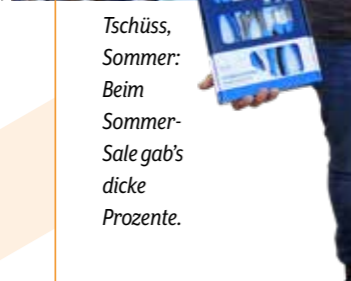 Tschüss,
Sommer:
Beim
Sommer-
Sale gab's
dicke
Prozente.